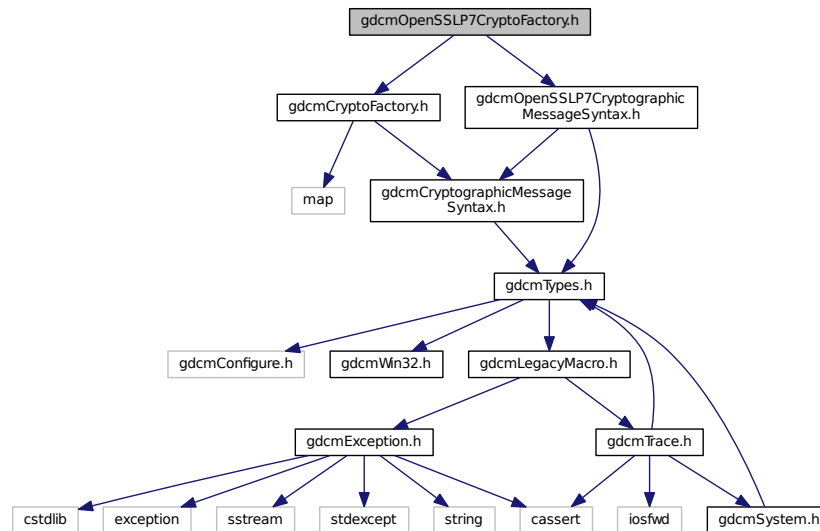 gdcmOpenSSLP7CryptoFactory.h
gdcmCryptoFactory.h
gdcmOpenSSLP7Cryptographic
MessageSyntax.h
map
gdcmCryptographicMessage
Syntax.h
gdcmTypes.h
gdcmConfigure.h
gdcmWin32.h
gdcmLegacyMacro.h
gdcmException.h
gdcmTrace.h
cstdlib
exception
sstream
stdexcept
string
cassert
iosfwd
gdcmSystem.h